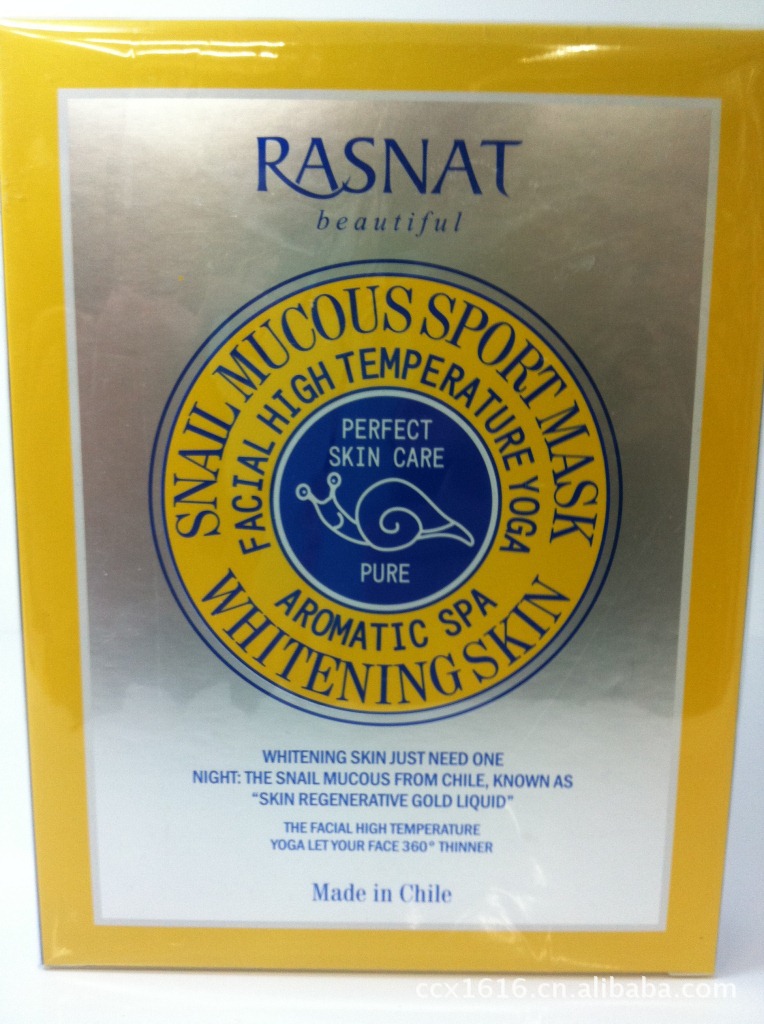 RASNAT
beautiful
SNAIL MUCOUS SPORT MASK
FACIAL HIGH TEMPERATURE YOGA
PERFECT
SKIN CARE
PURE
AROMATIC SPA
WHITENING SKIN
WHITENING SKIN JUST NEED ONE
NIGHT: THE SNAIL MUCOUS FROM CHILE, KNOWN AS
“SKIN REGENERATIVE GOLD LIQUID”
THE FACIAL HIGH TEMPERATURE
YOGA LET YOUR FACE 360° THINNER
Made in Chile
ccx1616.cn.alibaba.com